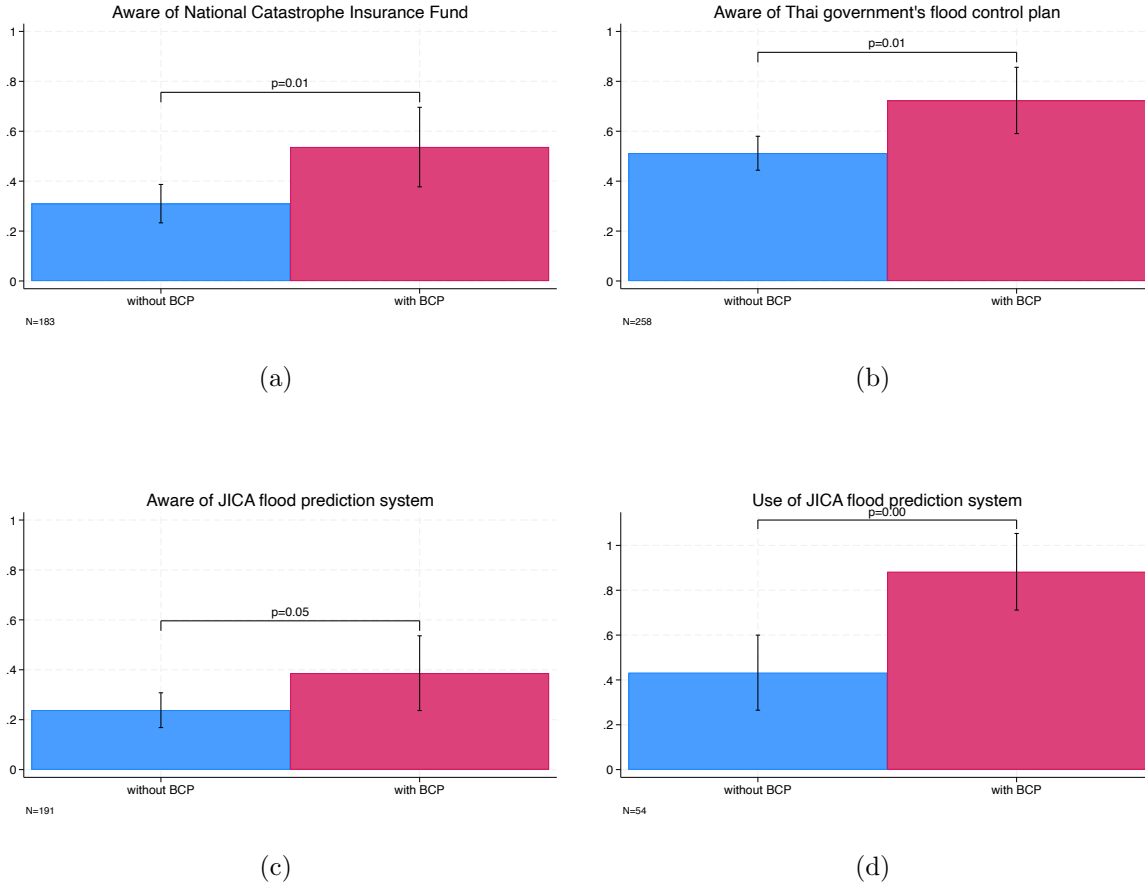 Aware of National Catastrophe Insurance Fund
1
.8
.6
.4
.2
0
p=0.01
without BCP
with BCP
N=183
(a)
Aware of Thai government's flood control plan
1
.8
.6
.4
.2
0
p=0.01
without BCP
with BCP
N=258
(b)
Aware of JICA flood prediction system
1
.8
.6
.4
.2
0
p=0.05
without BCP
with BCP
N=191
(c)
Use of JICA flood prediction system
p=0.00
1
.8
.6
.4
.2
0
without BCP
with BCP
N=54
(d)